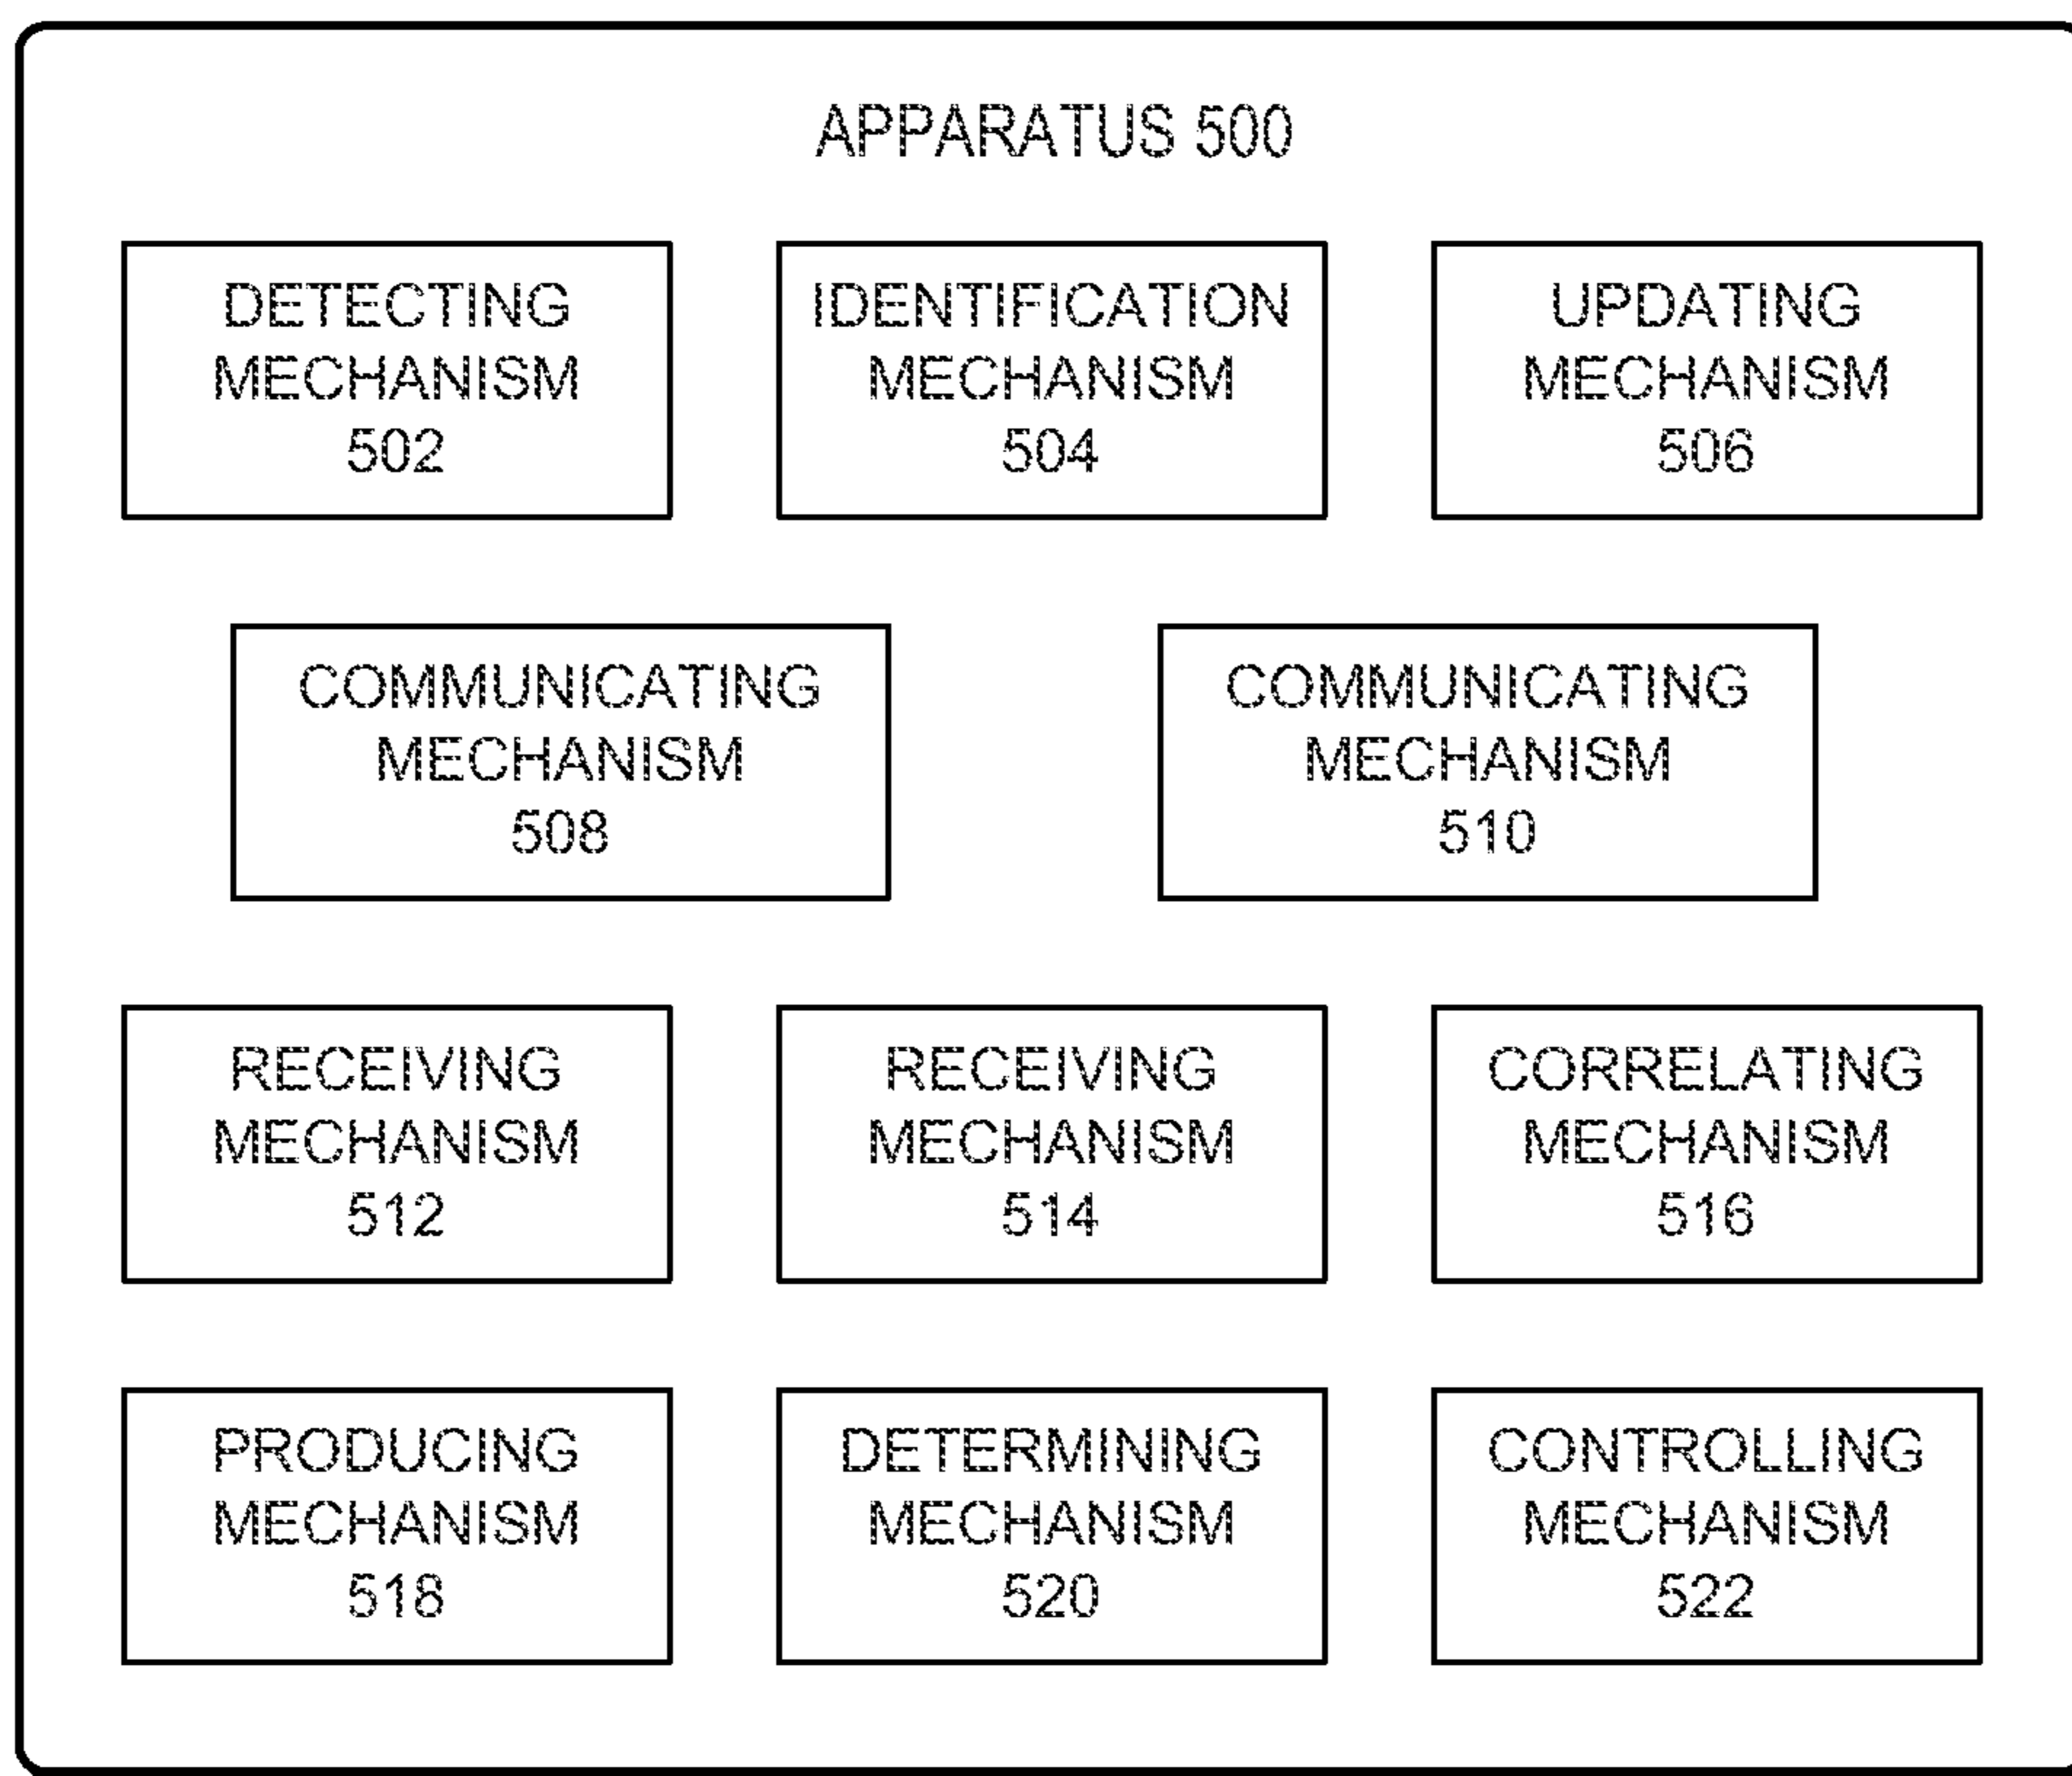 APPARATUS 500
DETECTING
MECHANISM
502
IDENTIFICATION
MECHANISM
504
UPDATING
MECHANISM
506
COMMUNICATING
MECHANISM
508
COMMUNICATING
MECHANISM
510
RECEIVING
MECHANISM
512
RECEIVING
MECHANISM
514
CORRELATING
MECHANISM
516
PRODUCING
MECHANISM
518
DETERMINING
MECHANISM
520
CONTROLLING
MECHANISM
522